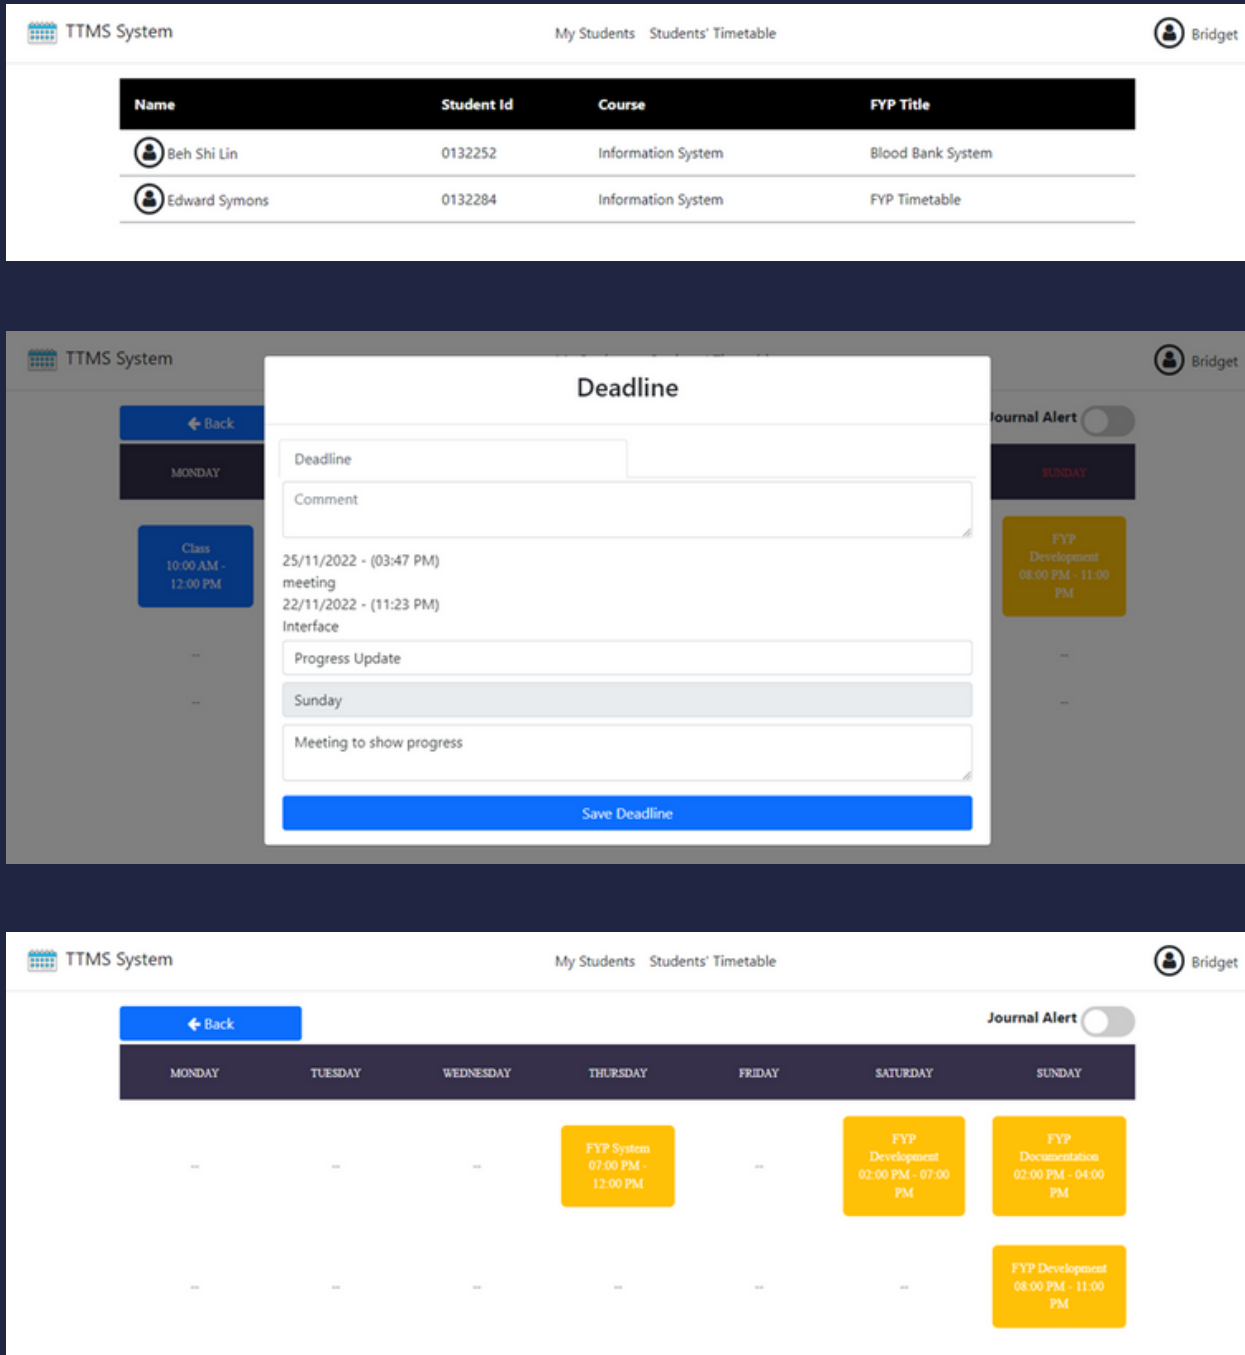 TTMS System My Students Students' Timetable Bridget
Name Student Id Course FYP Title
Beh Shi Lin 0132252 Information System Blood Bank System
Edward Symons 0132284 Information System FYP Timetable
TTMS System Bridget
Deadline
Back
Journal Alert
MONDAY
SUNDAY
Deadline
Comment
Class
10:00 AM -
12:00 PM
FYP
Development
08:00 PM - 11:00
PM
25/11/2022 - (03:47 PM)
meeting
22/11/2022 - (11:23 PM)
Interface
--
--
--
--
Progress Update
Sunday
Meeting to show progress
Save Deadline
TTMS System My Students Students' Timetable Bridget
Back Journal Alert
MONDAY TUESDAY WEDNESDAY THURSDAY FRIDAY SATURDAY SUNDAY
-- -- --
FYP System
07:00 PM -
12:00 PM
--
FYP
Development
02:00 PM - 07:00
PM
FYP
Documentation
02:00 PM - 04:00
PM
-- -- -- -- -- --
FYP Development
08:00 PM - 11:00
PM